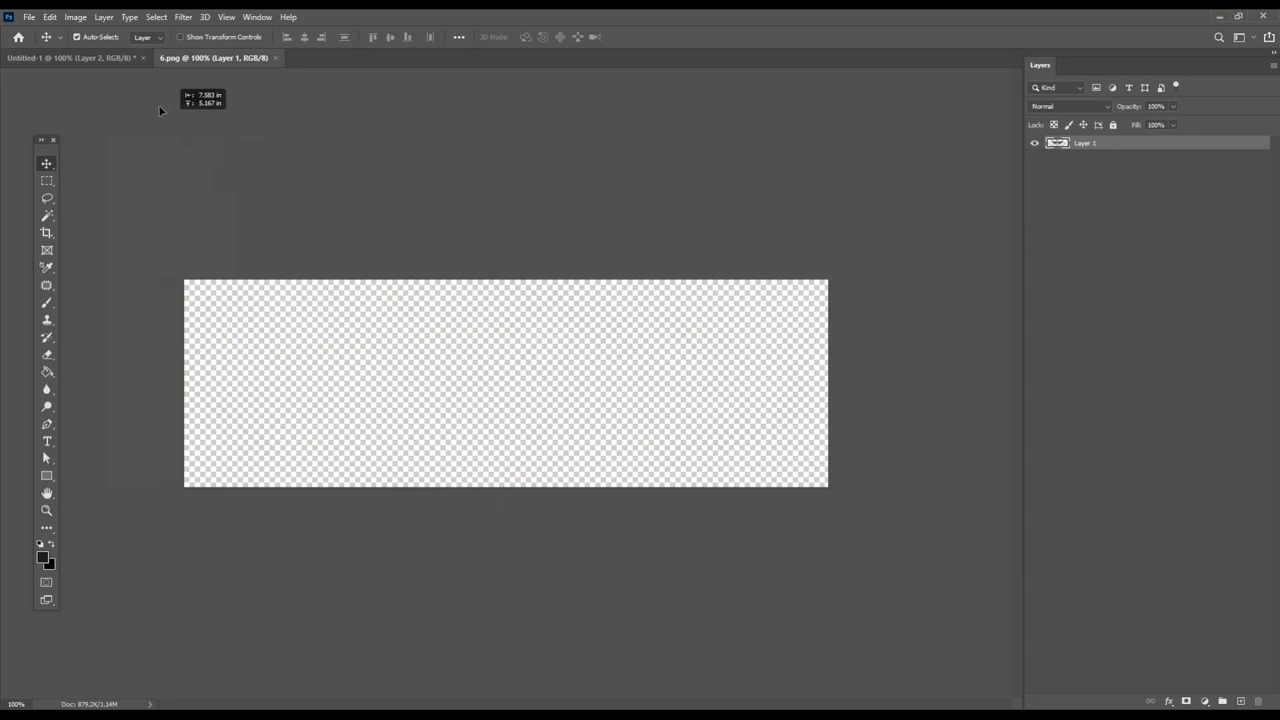 Ps File Edit Image Layer Type Select Filter 3D View Window Help
Auto-Select: Layer Show Transform Controls 3D Mode:
Untitled-1 @ 100% (Layer 2, RGB/8) * × 6.png @ 100% (Layer 1, RGB/8) ×
7.583 in
5.167 in
Layers
Kind
Normal Opacity: 100%
Lock: Fill: 100%
Layer 1
100% Doc: 879.2K/1.14M